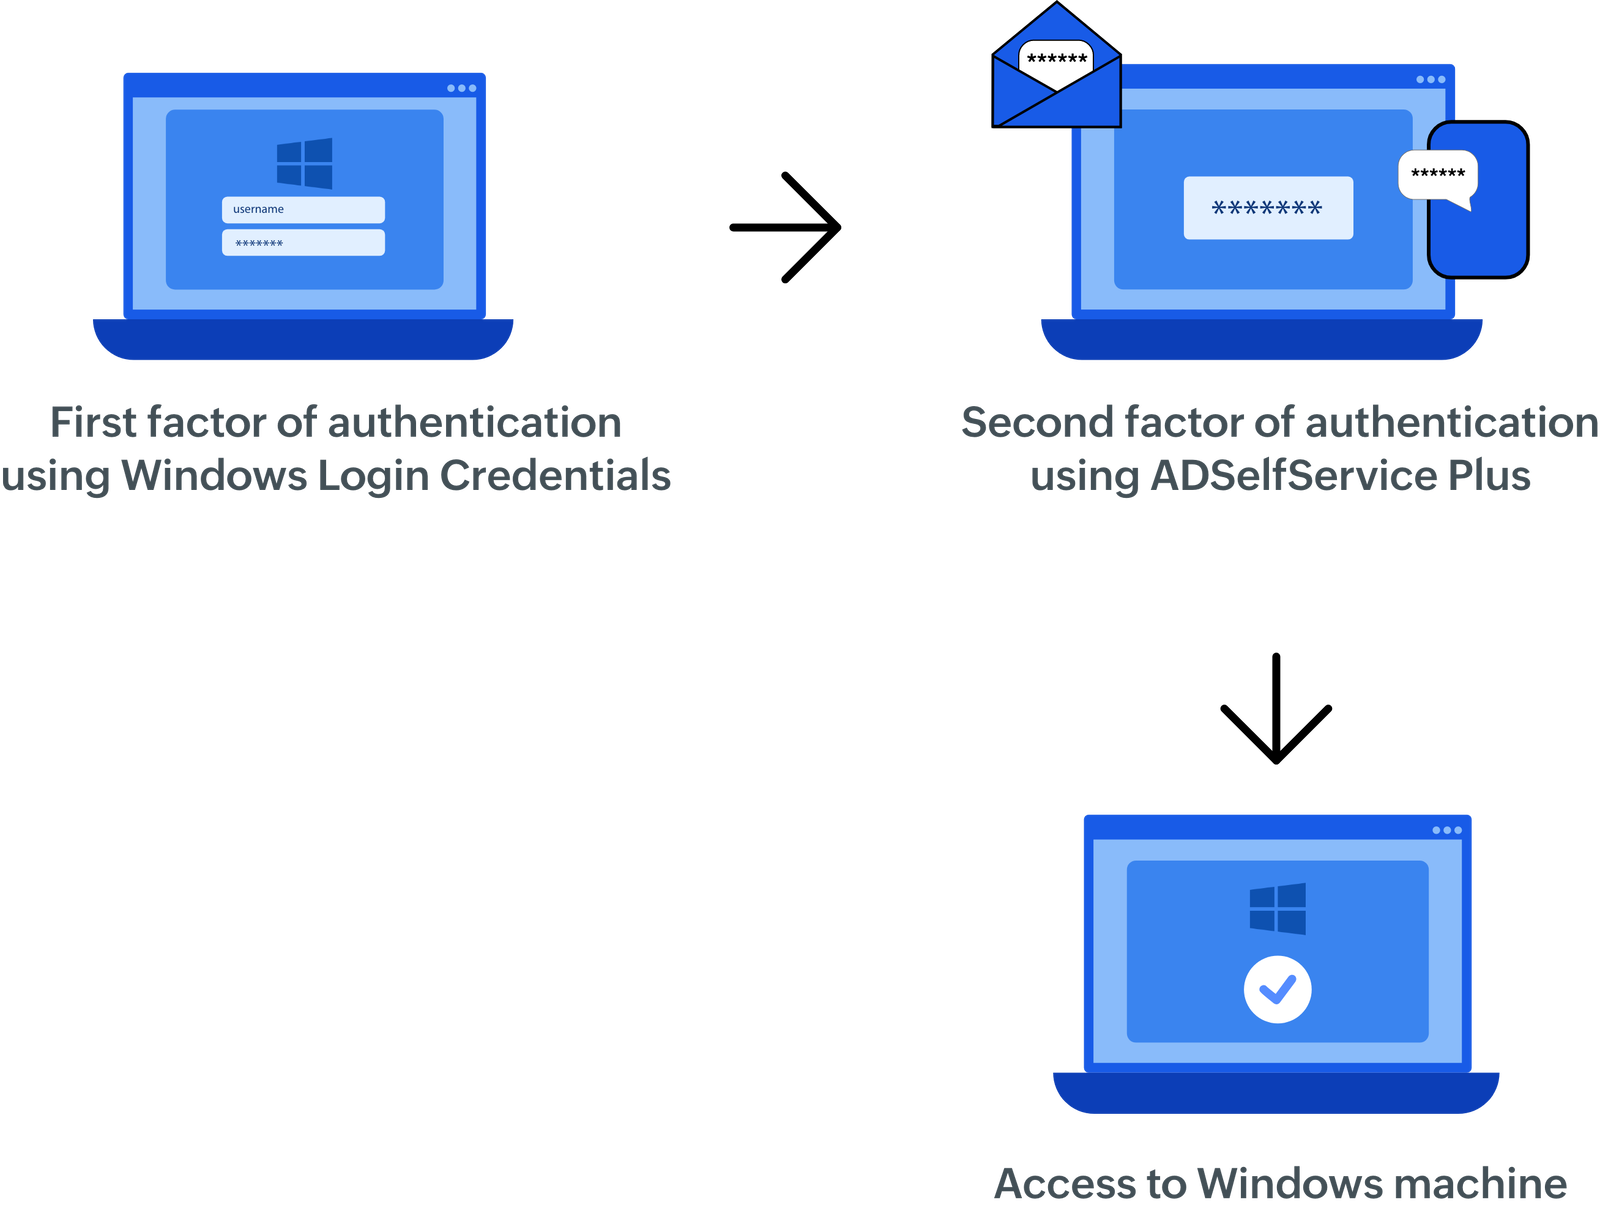 ******
username
*******
*******
******
First factor of authentication
using Windows Login Credentials
Second factor of authentication
using ADSelfService Plus
Access to Windows machine